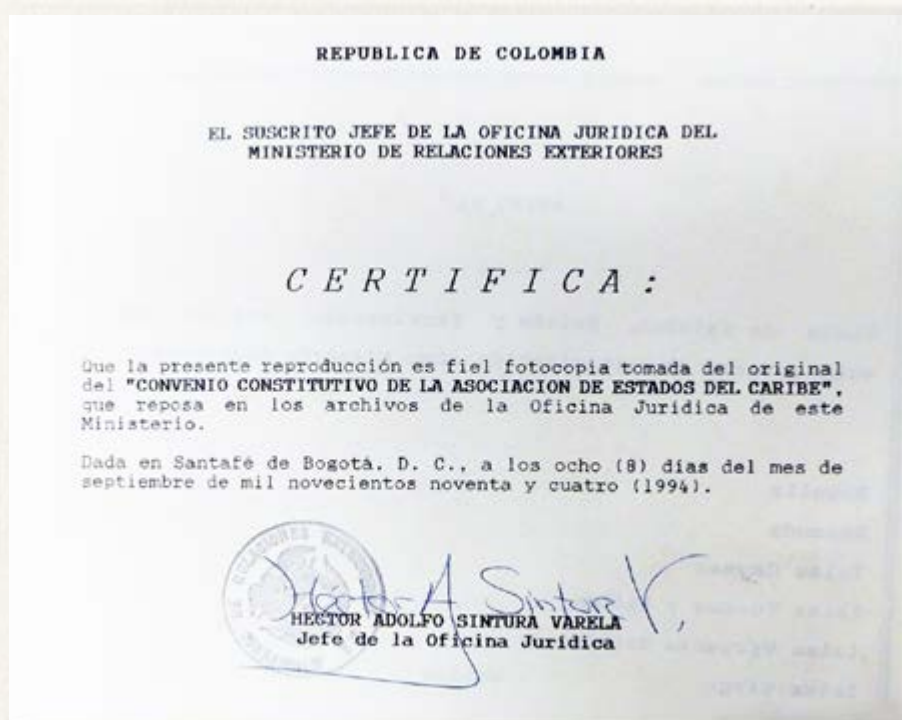 REPUBLICA DE COLOMBIA
EL SUSCRITO JEFE DE LA OFICINA JURIDICA DEL
MINISTERIO DE RELACIONES EXTERIORES
CERTIFICA:
Que la presente reproducción es fiel fotocopia tomada del original
del "CONVENIO CONSTITUTIVO DE LA ASOCIACION DE ESTADOS DEL CARIBE",
que reposa en los archivos de la Oficina Jurídica de este
Ministerio.
Dada en Santafé de Bogotá, D. C., a los ocho (8) días del mes de
septiembre de mil novecientos noventa y cuatro (1994).
RELACIONES
Hector A Sintura V,
HECTOR ADOLFO SINTURA VARELA
Jefe de la Oficina Jurídica